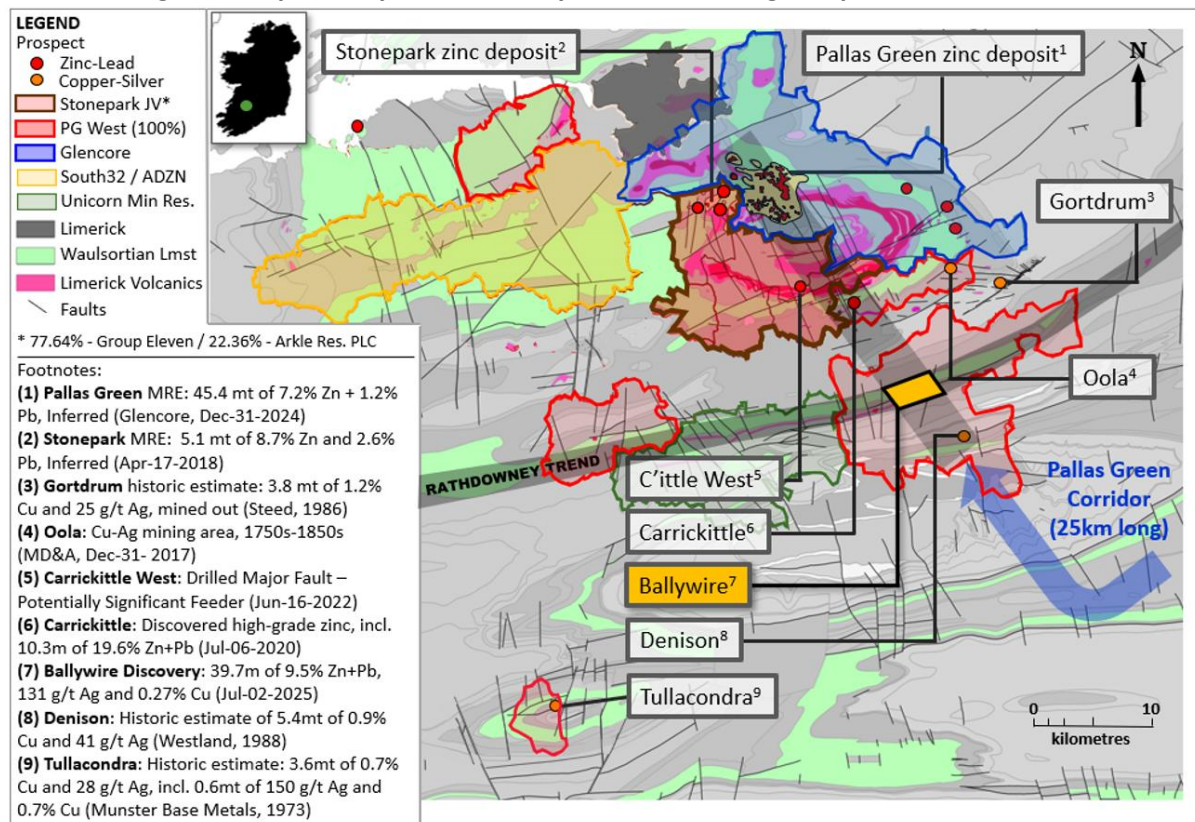 LEGEND
Prospect
Zinc-Lead
Copper-Silver
Stonepark JV*
PG West (100%)
Glencore
South32 / ADZN
Unicorn Min Res.
Limerick
Waulsortian Lmst
Limerick Volcanics
Faults
* 77.64% - Group Eleven / 22.36% - Arkle Res. PLC
Footnotes:
(1) Pallas Green MRE: 45.4 mt of 7.2% Zn + 1.2%
Pb, Inferred (Glencore, Dec-31-2024)
(2) Stonepark MRE: 5.1 mt of 8.7% Zn and 2.6%
Pb, Inferred (Apr-17-2018)
(3) Gortdrum historic estimate: 3.8 mt of 1.2%
Cu and 25 g/t Ag, mined out (Steed, 1986)
(4) Oola: Cu-Ag mining area, 1750s-1850s
(MD&A, Dec-31- 2017)
(5) Carrickittle West: Drilled Major Fault –
Potentially Significant Feeder (Jun-16-2022)
(6) Carrickittle: Discovered high-grade zinc, incl.
10.3m of 19.6% Zn+Pb (Jul-06-2020)
(7) Ballywire Discovery: 39.7m of 9.5% Zn+Pb,
131 g/t Ag and 0.27% Cu (Jul-02-2025)
(8) Denison: Historic estimate of 5.4mt of 0.9%
Cu and 41 g/t Ag (Westland, 1988)
(9) Tullacondra: Historic estimate: 3.6mt of 0.7%
Cu and 28 g/t Ag, incl. 0.6mt of 150 g/t Ag and
0.7% Cu (Munster Base Metals, 1973)
Stonepark zinc deposit²
Pallas Green zinc deposit¹
N
Gortdrum³
Oola⁴
RATHDOWNEY TREND
C'ittle West⁵
Carrickittle⁶
Ballywire⁷
Denison⁸
Tullacondra⁹
Pallas Green
Corridor
(25km long)
0 10
kilometres